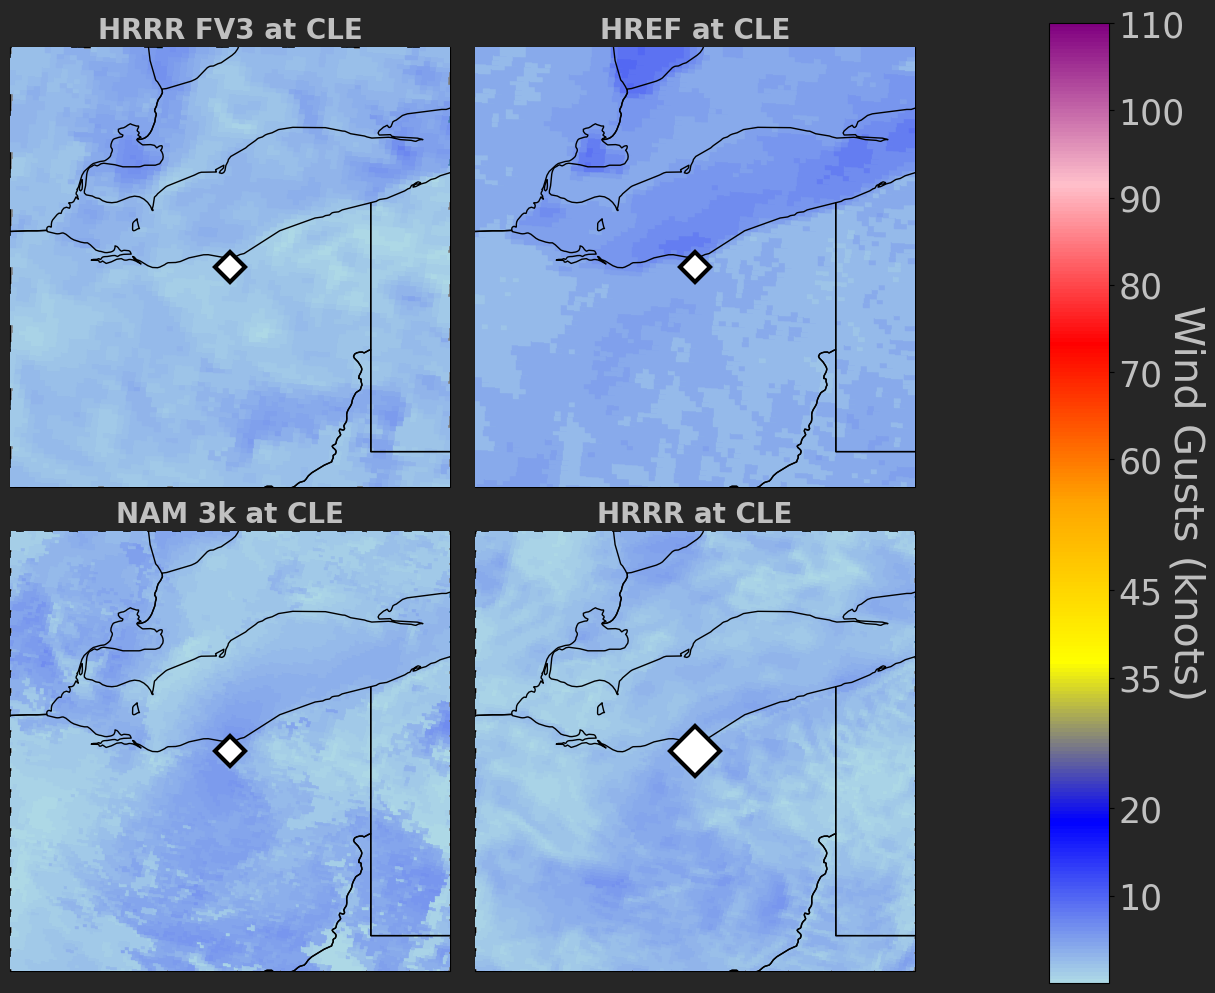 HRRR FV3 at CLE
HREF at CLE
NAM 3k at CLE
HRRR at CLE
110
100
90
80
70
60
45
35
20
10
Wind Gusts (knots)